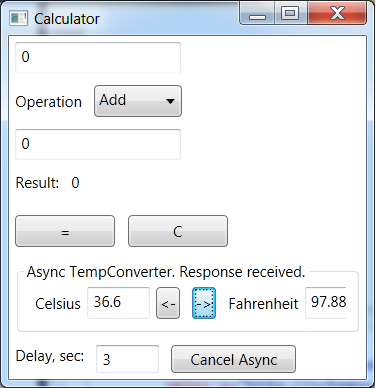 Calculator
0
Operation Add
0
Result: 0
= C
Async TempConverter. Response received.
Celsius 36.6 <- -> Fahrenheit 97.88
Delay, sec: 3 Cancel Async